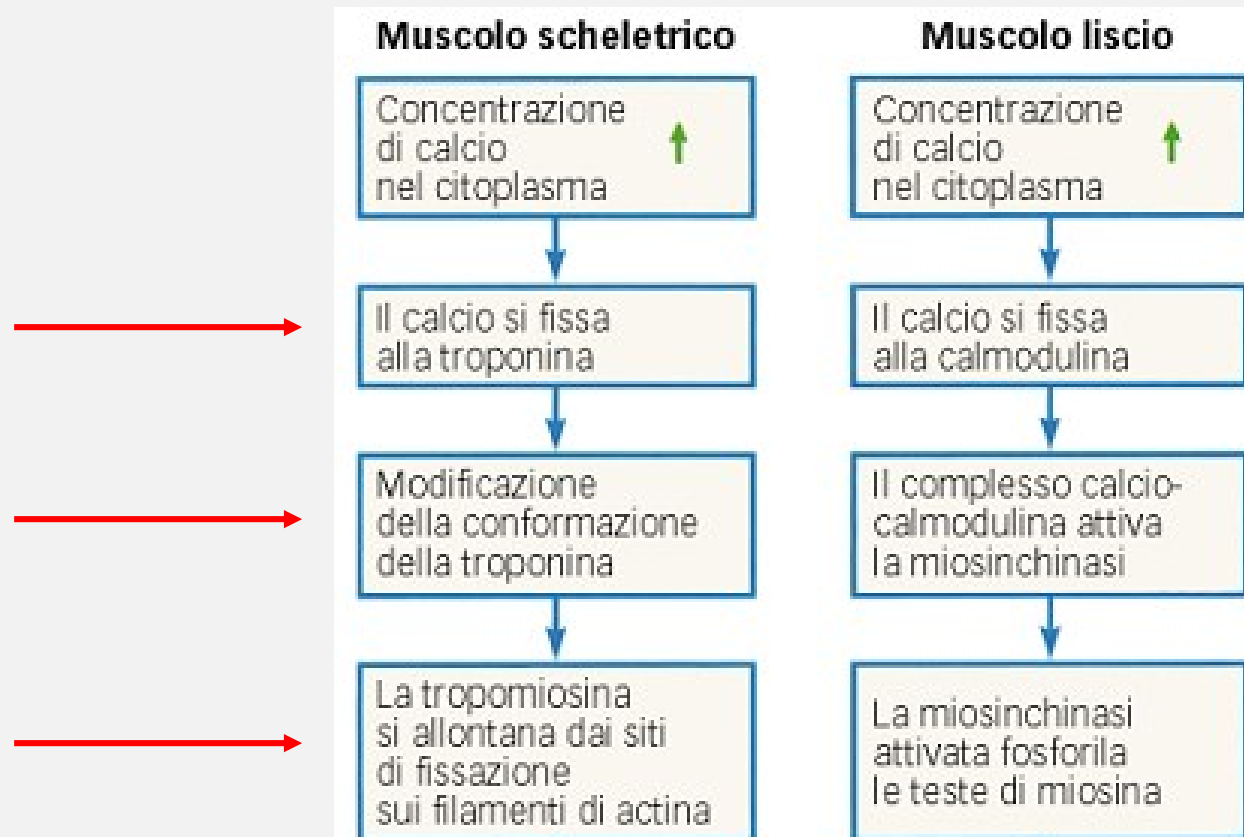 Muscolo scheletrico
Concentrazione
di calcio
nel citoplasma
Il calcio si fissa
alla troponina
Modificazione
della conformazione
della troponina
La tropomiosina
si allontana dai siti
di fissazione
sui filamenti di actina
Muscolo liscio
Concentrazione
di calcio
nel citoplasma
Il calcio si fissa
alla calmodulina
Il complesso calcio-
calmodulina attiva
la miosinchinasi
La miosinchinasi
attivata fosforila
le teste di miosina